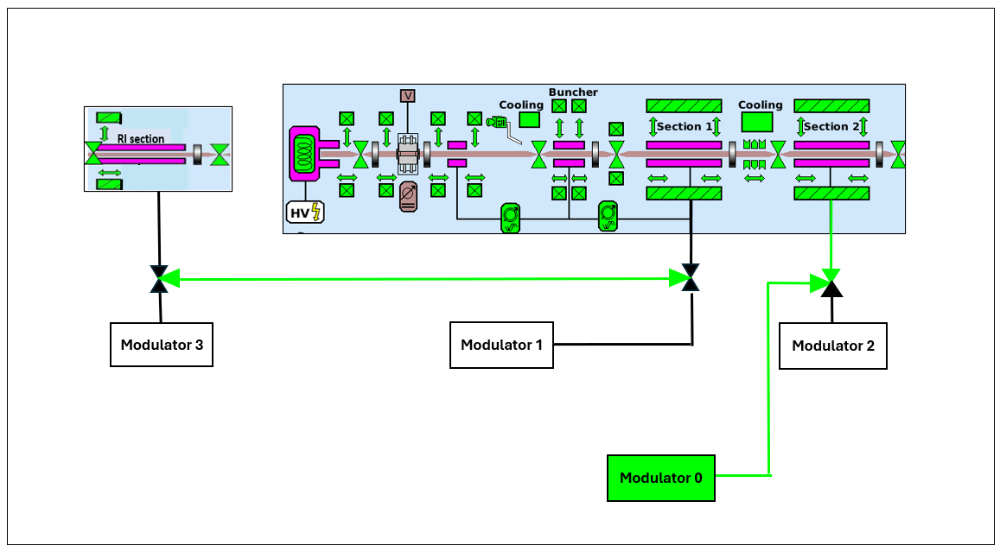 Buncher
V
Cooling
Cooling
RI section
Section 1
Section 2
HV
Modulator 3
Modulator 1
Modulator 2
Modulator 0